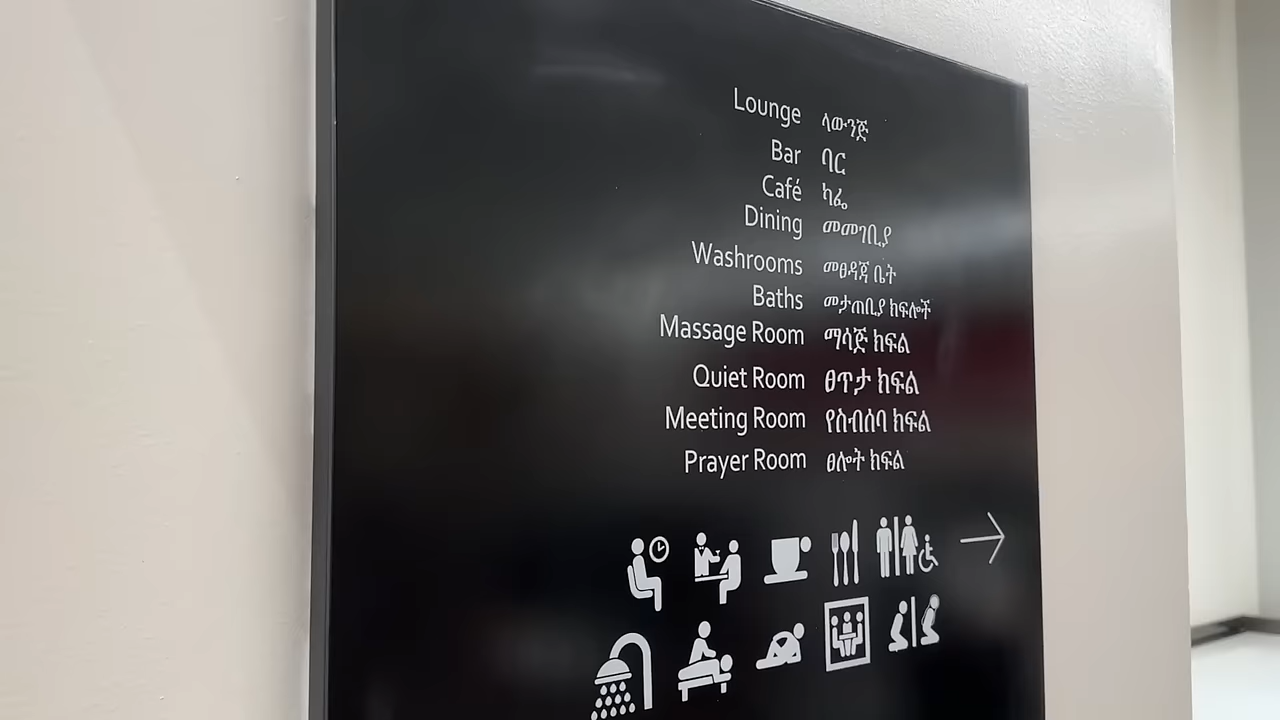 Lounge ላውንጅ
Bar ባር
Café ካፌ
Dining መመገቢያ
Washrooms መፀዳጃ ቤት
Baths መታጠቢያ ክፍሎች
Massage Room ማሳጅ ክፍል
Quiet Room ፀጥታ ክፍል
Meeting Room የስብሰባ ክፍል
Prayer Room ፀሎት ክፍል